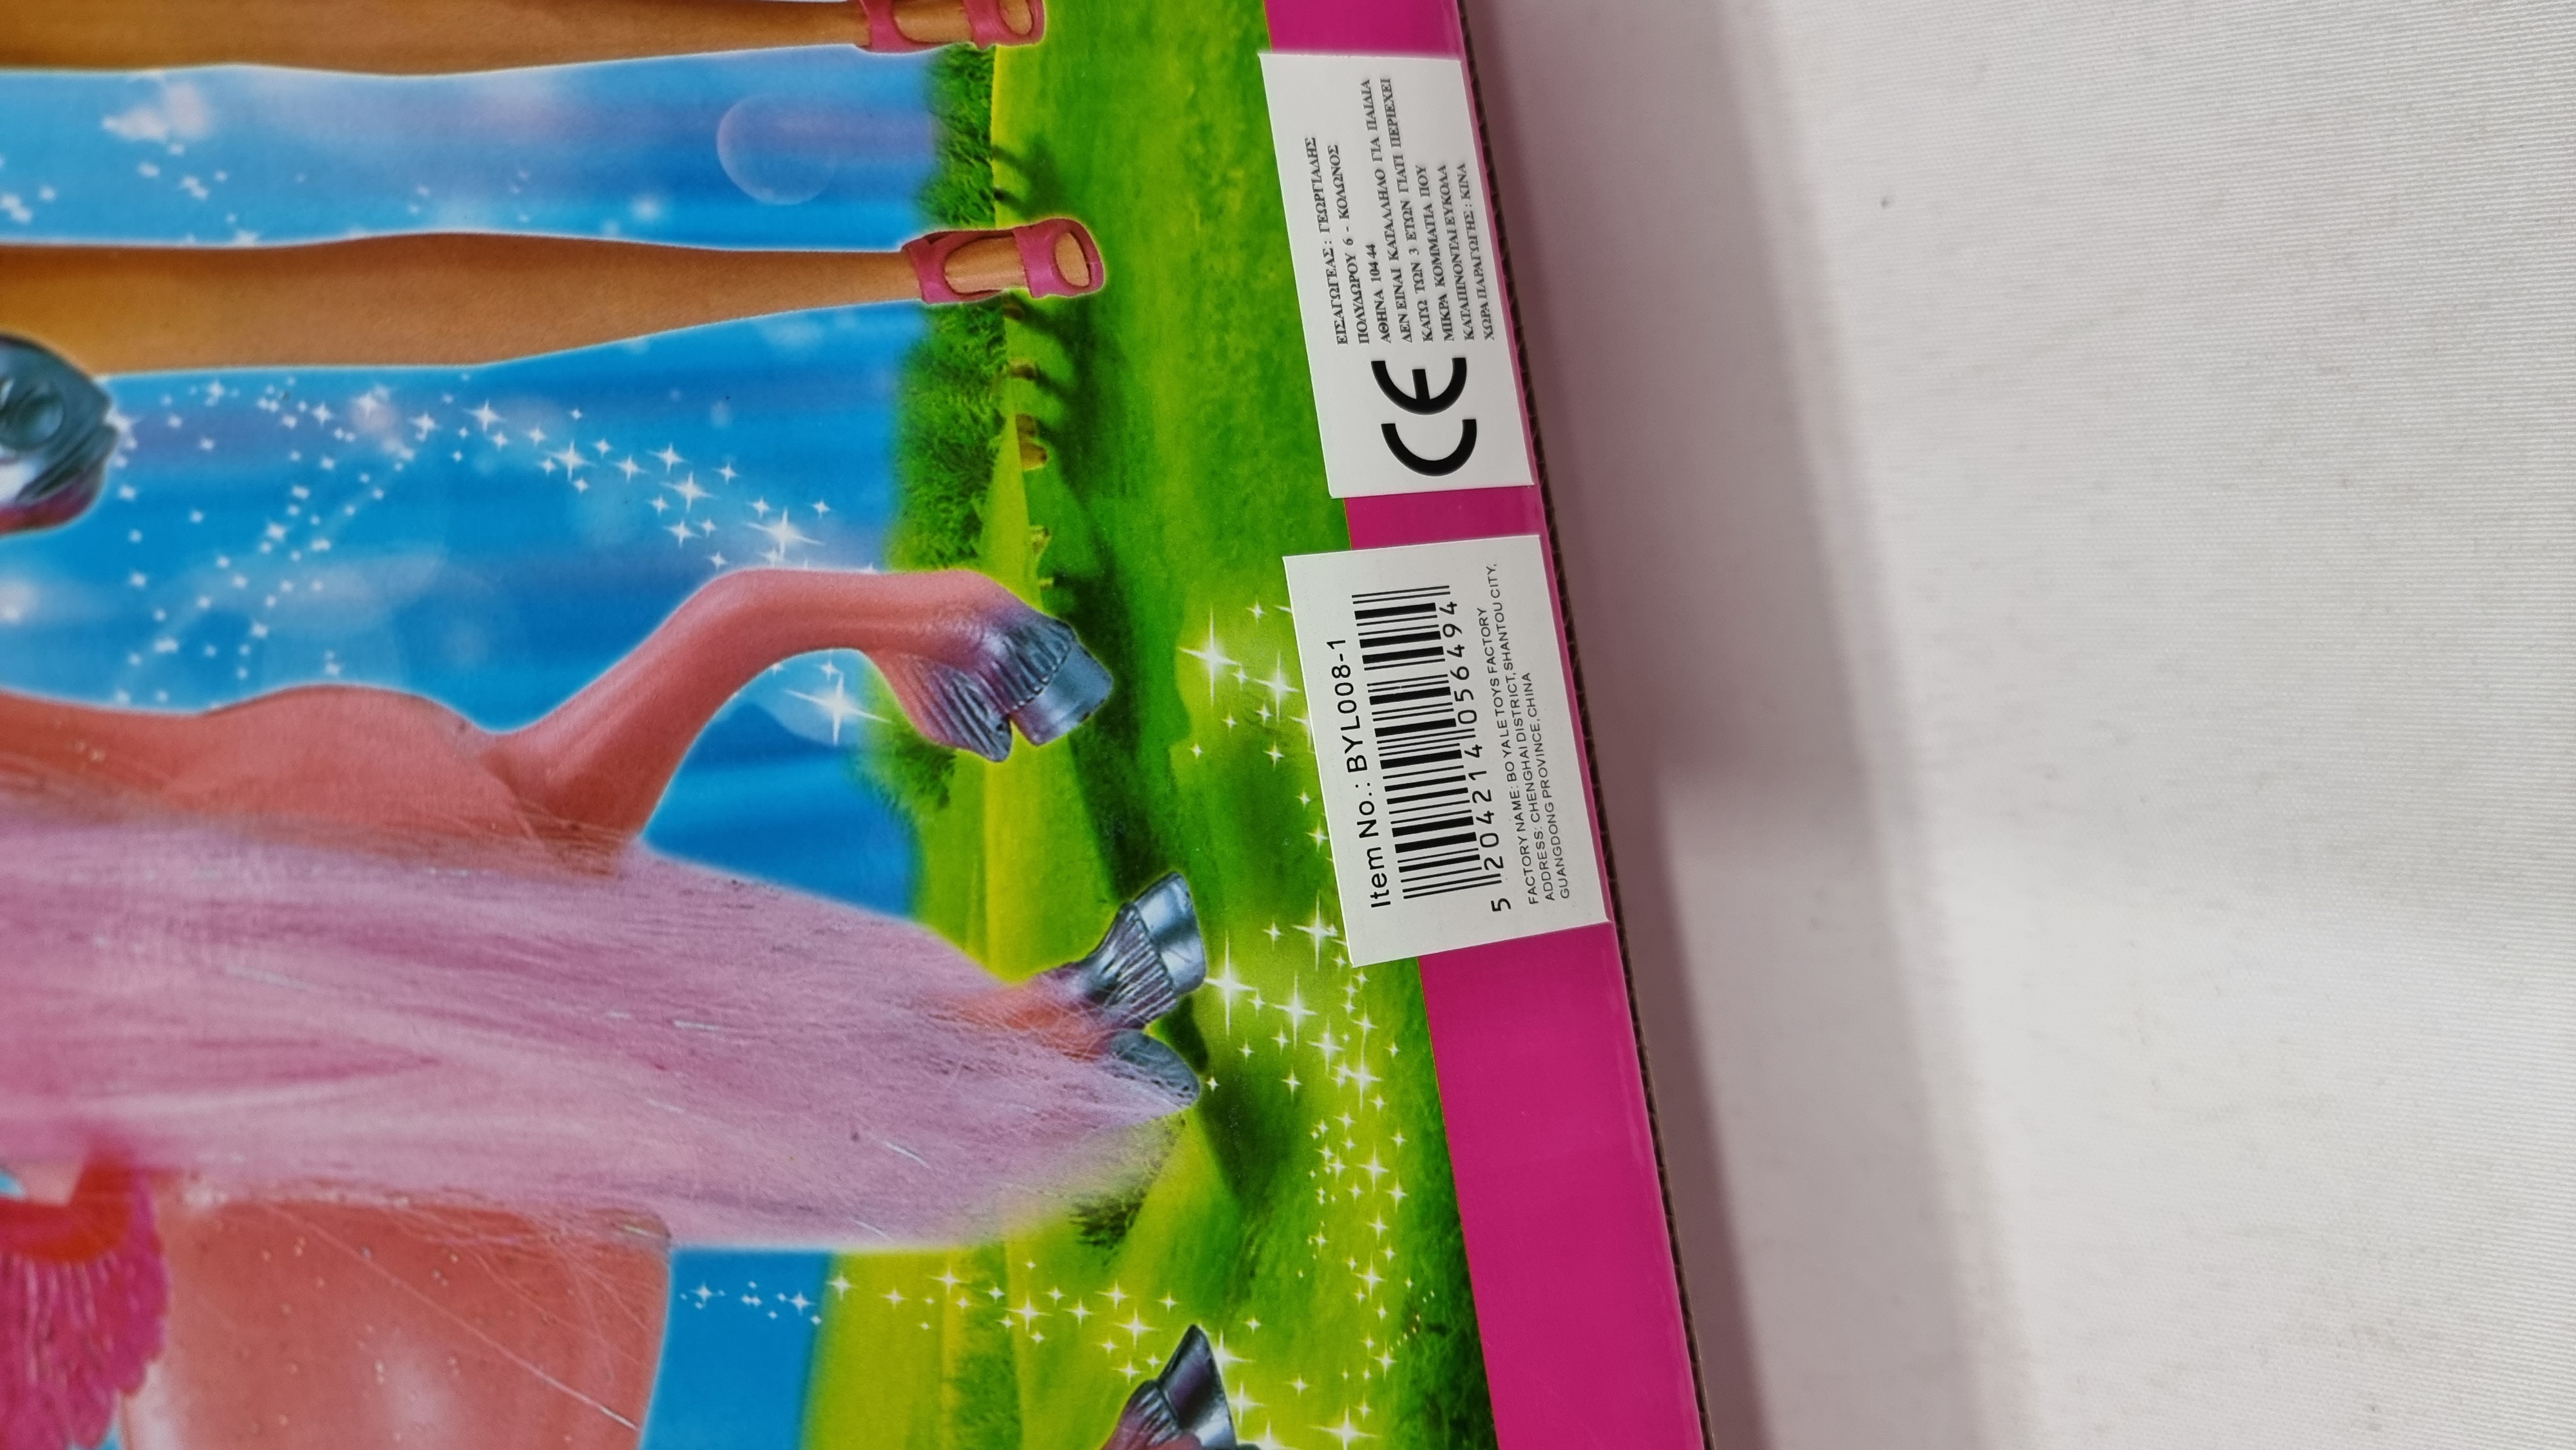 Item No.: BYL008-1
5 204214 056494
FACTORY NAME: BO YALE TOYS FACTORY
ADDRESS: CHENGHAI DISTRICT, SHANTOU CITY,
GUANGDONG PROVINCE, CHINA
CE
ΕΙΣΑΓΩΓΕΑΣ : ΓΕΩΡΓΙΑΔΗΣ
ΠΟΛΥΔΩΡΟΥ 6 - ΚΟΛΩΝΟΣ
ΑΘΗΝΑ 104 44
ΔΕΝ ΕΙΝΑΙ ΚΑΤΑΛΛΗΛΟ ΓΙΑ ΠΑΙΔΙΑ
ΚΑΤΩ ΤΩΝ 3 ΕΤΩΝ ΓΙΑΤΙ ΠΕΡΙΕΧΕΙ
ΜΙΚΡΑ ΚΟΜΜΑΤΙΑ ΠΟΥ
ΚΑΤΑΠΙΝΟΝΤΑΙ ΕΥΚΟΛΑ
ΧΩΡΑ ΠΑΡΑΓΩΓΗΣ : ΚΙΝΑ